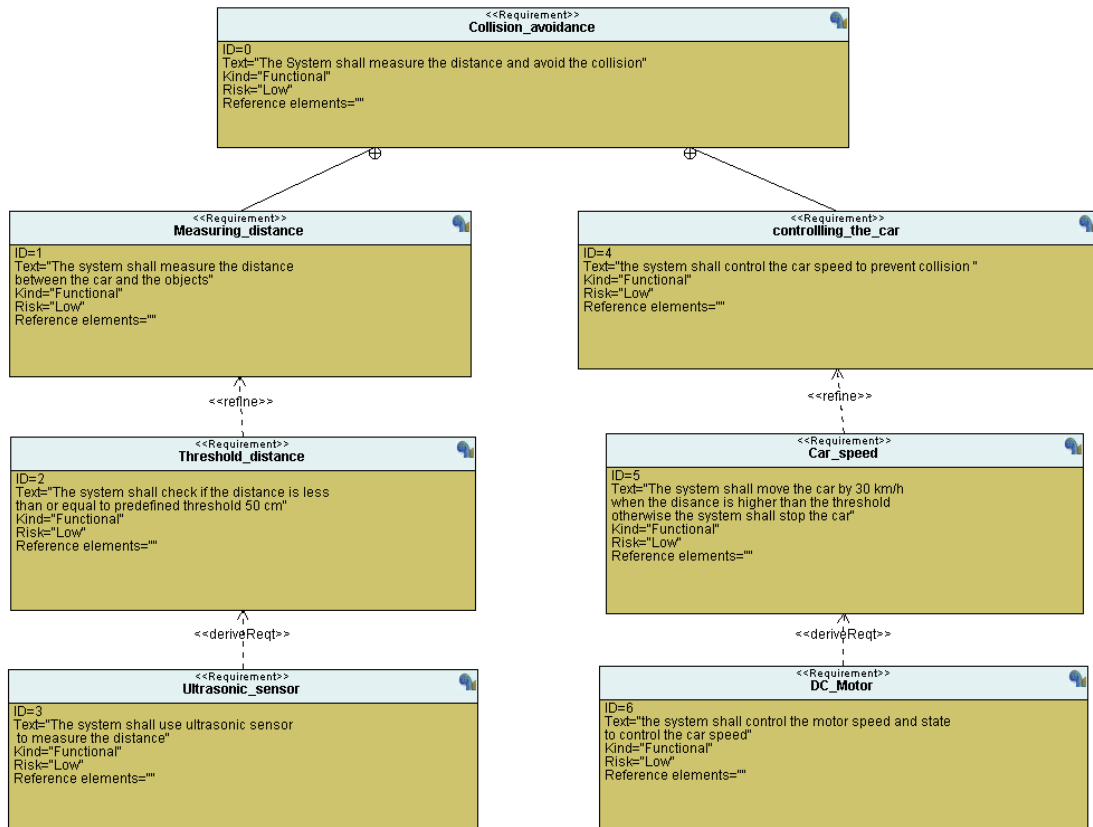 <<Requirement>>
Collision_avoidance
ID=0
Text="The System shall measure the distance and avoid the collision"
Kind="Functional"
Risk="Low"
Reference elements=""
<<Requirement>>
Measuring_distance
ID=1
Text="The system shall measure the distance
between the car and the objects"
Kind="Functional"
Risk="Low"
Reference elements=""
<<Requirement>>
controllling_the_car
ID=4
Text="the system shall control the car speed to prevent collision "
Kind="Functional"
Risk="Low"
Reference elements=""
<<refine>>
<<refine>>
<<Requirement>>
Threshold_distance
ID=2
Text="The system shall check if the distance is less
than or equal to predefined threshold 50 cm"
Kind="Functional"
Risk="Low"
Reference elements=""
<<Requirement>>
Car_speed
ID=5
Text="The system shall move the car by 30 km/h
when the disance is higher than the threshold
otherwise the system shall stop the car"
Kind="Functional"
Risk="Low"
Reference elements=""
<<deriveReqt>>
<<deriveReqt>>
<<Requirement>>
Ultrasonic_sensor
ID=3
Text="The system shall use ultrasonic sensor
to measure the distance"
Kind="Functional"
Risk="Low"
Reference elements=""
<<Requirement>>
DC_Motor
ID=6
Text="the system shall control the motor speed and state
to control the car speed"
Kind="Functional"
Risk="Low"
Reference elements=""